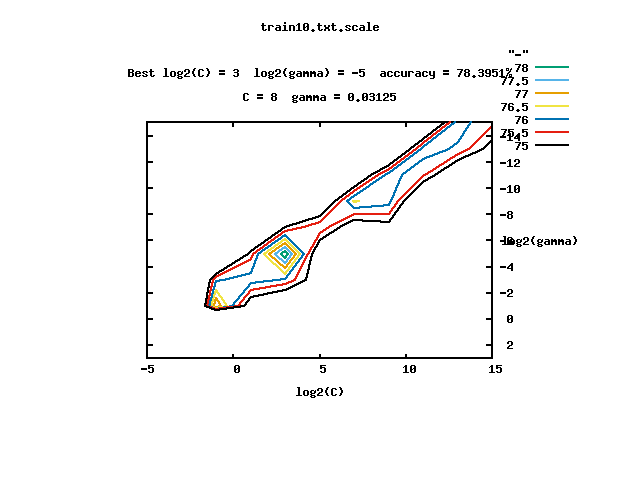 train10.txt.scale
"-"
Best log2(C) = 3  log2(gamma) = -5  accuracy = 78.3951%
78
77.5
77
C = 8  gamma = 0.03125
76.5
76
75.5
-14
75
-12
-10
-8
-6
log2(gamma)
-4
-2
0
2
-5 0 5 10 15
log2(C)